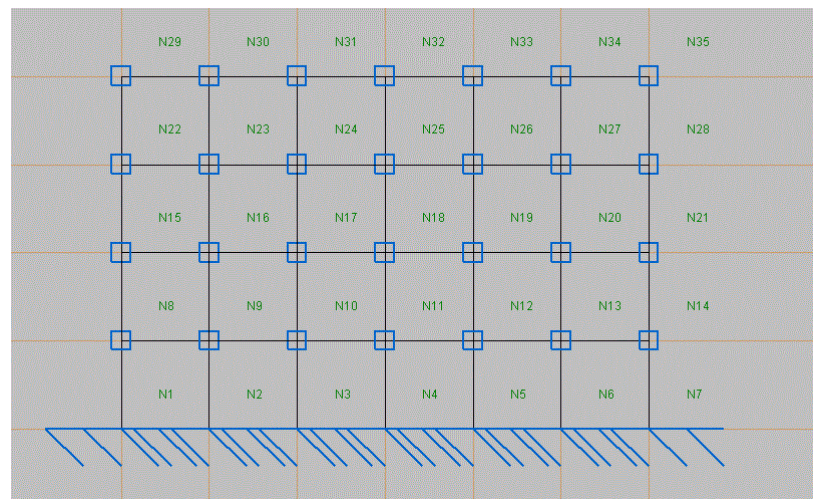 N29 N30 N31 N32 N33 N34 N35
N22 N23 N24 N25 N26 N27 N28
N15 N16 N17 N18 N19 N20 N21
N8 N9 N10 N11 N12 N13 N14
N1 N2 N3 N4 N5 N6 N7